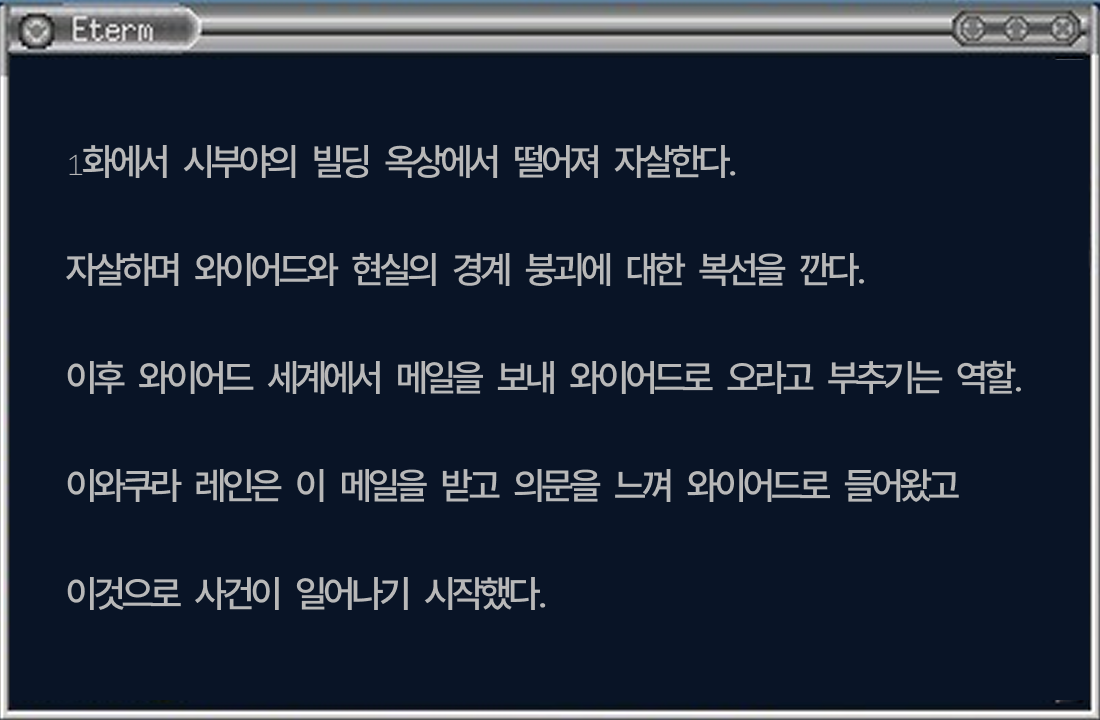 Eterm
1화에서 시부야의 빌딩 옥상에서 떨어져 자살한다.
자살하며 와이어드와 현실의 경계 붕괴에 대한 복선을 깐다.
이후 와이어드 세계에서 메일을 보내 와이어드로 오라고 부추기는 역할.
이와쿠라 레인은 이 메일을 받고 의문을 느껴 와이어드로 들어왔고
이것으로 사건이 일어나기 시작했다.